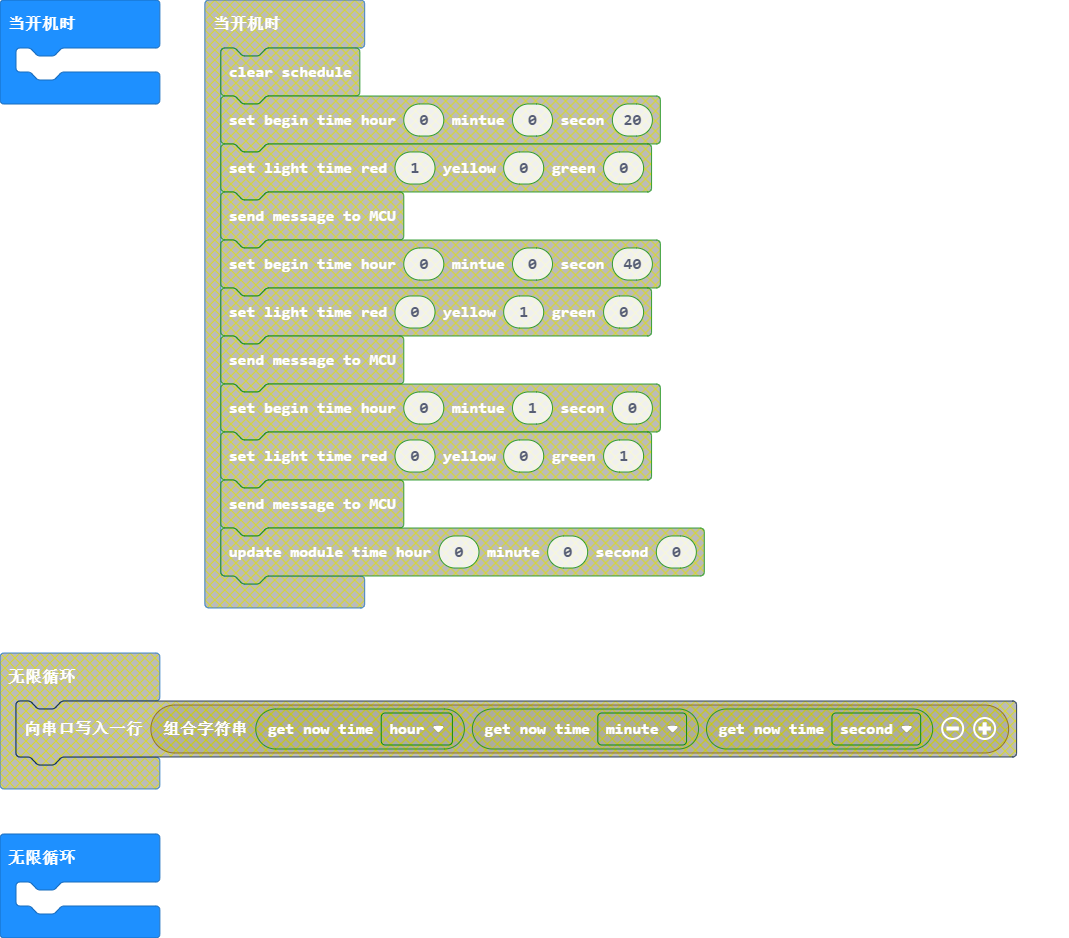 当开机时
当开机时
clear schedule
set begin time hour 0 mintue 0 secon 20
set light time red 1 yellow 0 green 0
send message to MCU
set begin time hour 0 mintue 0 secon 40
set light time red 0 yellow 1 green 0
send message to MCU
set begin time hour 0 mintue 1 secon 0
set light time red 0 yellow 0 green 1
send message to MCU
update module time hour 0 minute 0 second 0
无限循环
向串口写入一行 组合字符串 get now time hour get now time minute get now time second
无限循环